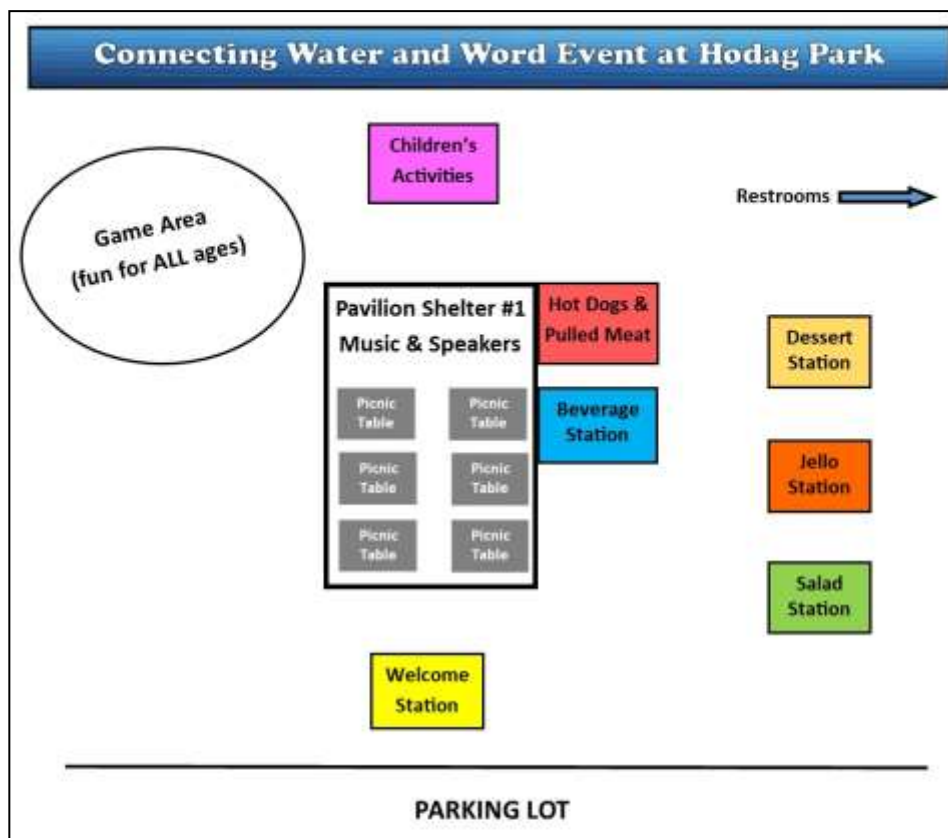 Connecting Water and Word Event at Hodag Park
Children's
Activities
Restrooms
Game Area
(fun for ALL ages)
Pavilion Shelter #1
Music & Speakers
Hot Dogs &
Pulled Meat
Dessert
Station
Picnic
Table
Picnic
Table
Beverage
Station
Picnic
Table
Picnic
Table
Jello
Station
Picnic
Table
Picnic
Table
Salad
Station
Welcome
Station
PARKING LOT